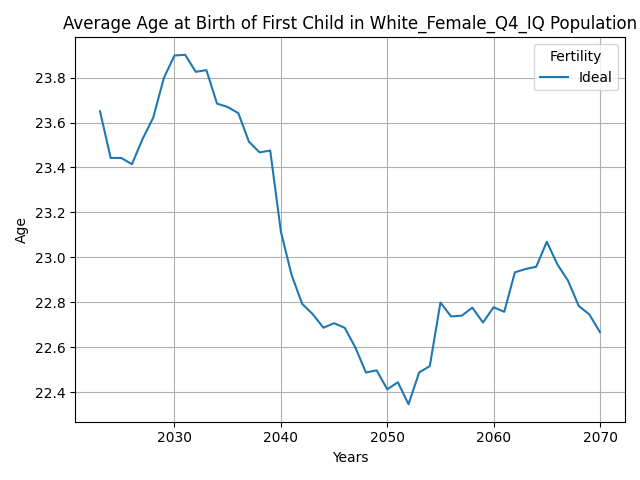 Average Age at Birth of First Child in White_Female_Q4_IQ Population
Fertility
Ideal
23.8
23.6
23.4
23.2
23.0
22.8
22.6
22.4
Age
2030 2040 2050 2060 2070
Years